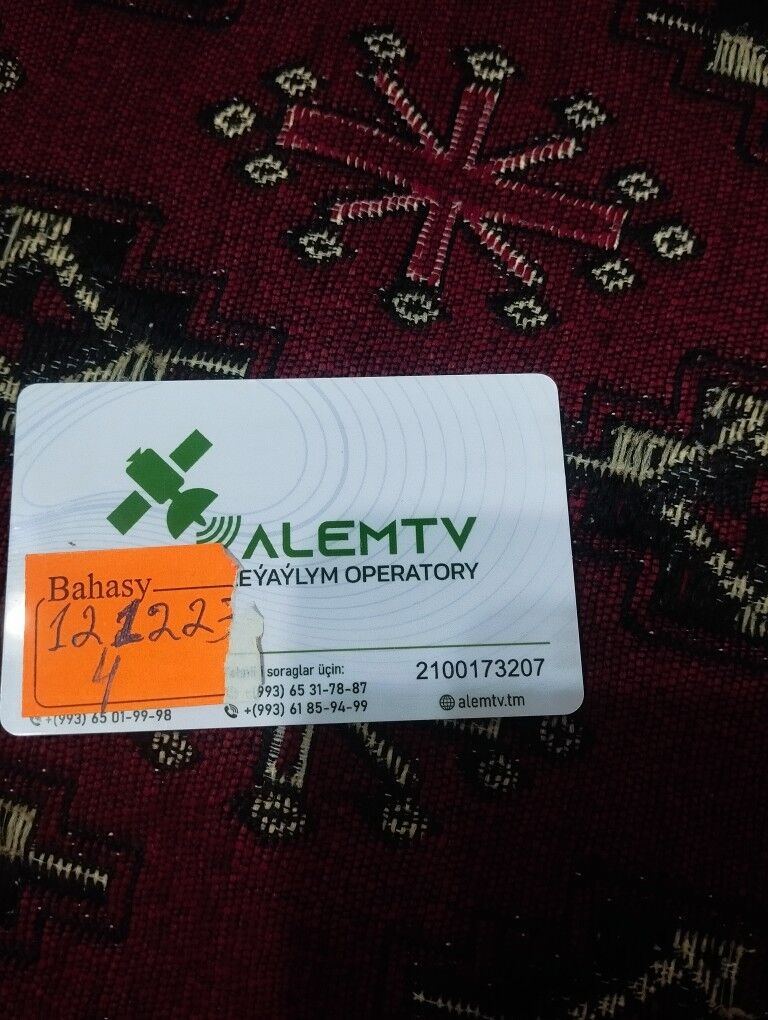 ALEMTV
EÝAÝLYM OPERATORY
Bahasy
121223
4
soraglar üçin:
2100173207
(993) 65 31-78-87
+(993) 65 01-99-98
+(993) 61 85-94-99
alemtv.tm